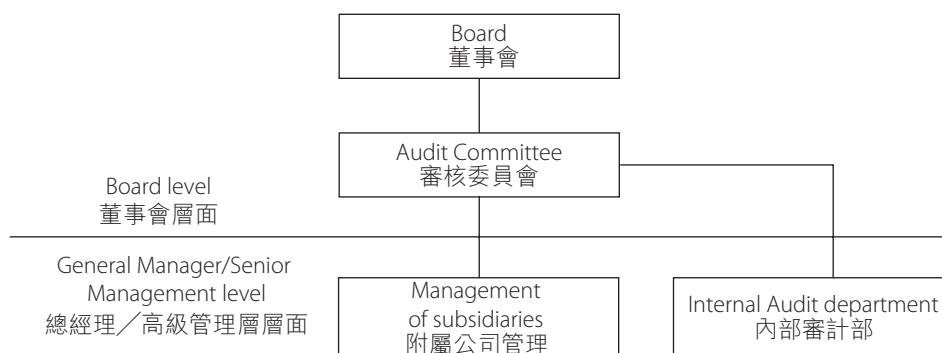 Board
董事會
Audit Committee
審核委員會
Board level
董事會層面
General Manager/Senior
Management level
總經理／高級管理層層面
Management
of subsidiaries
附屬公司管理
Internal Audit department
內部審計部